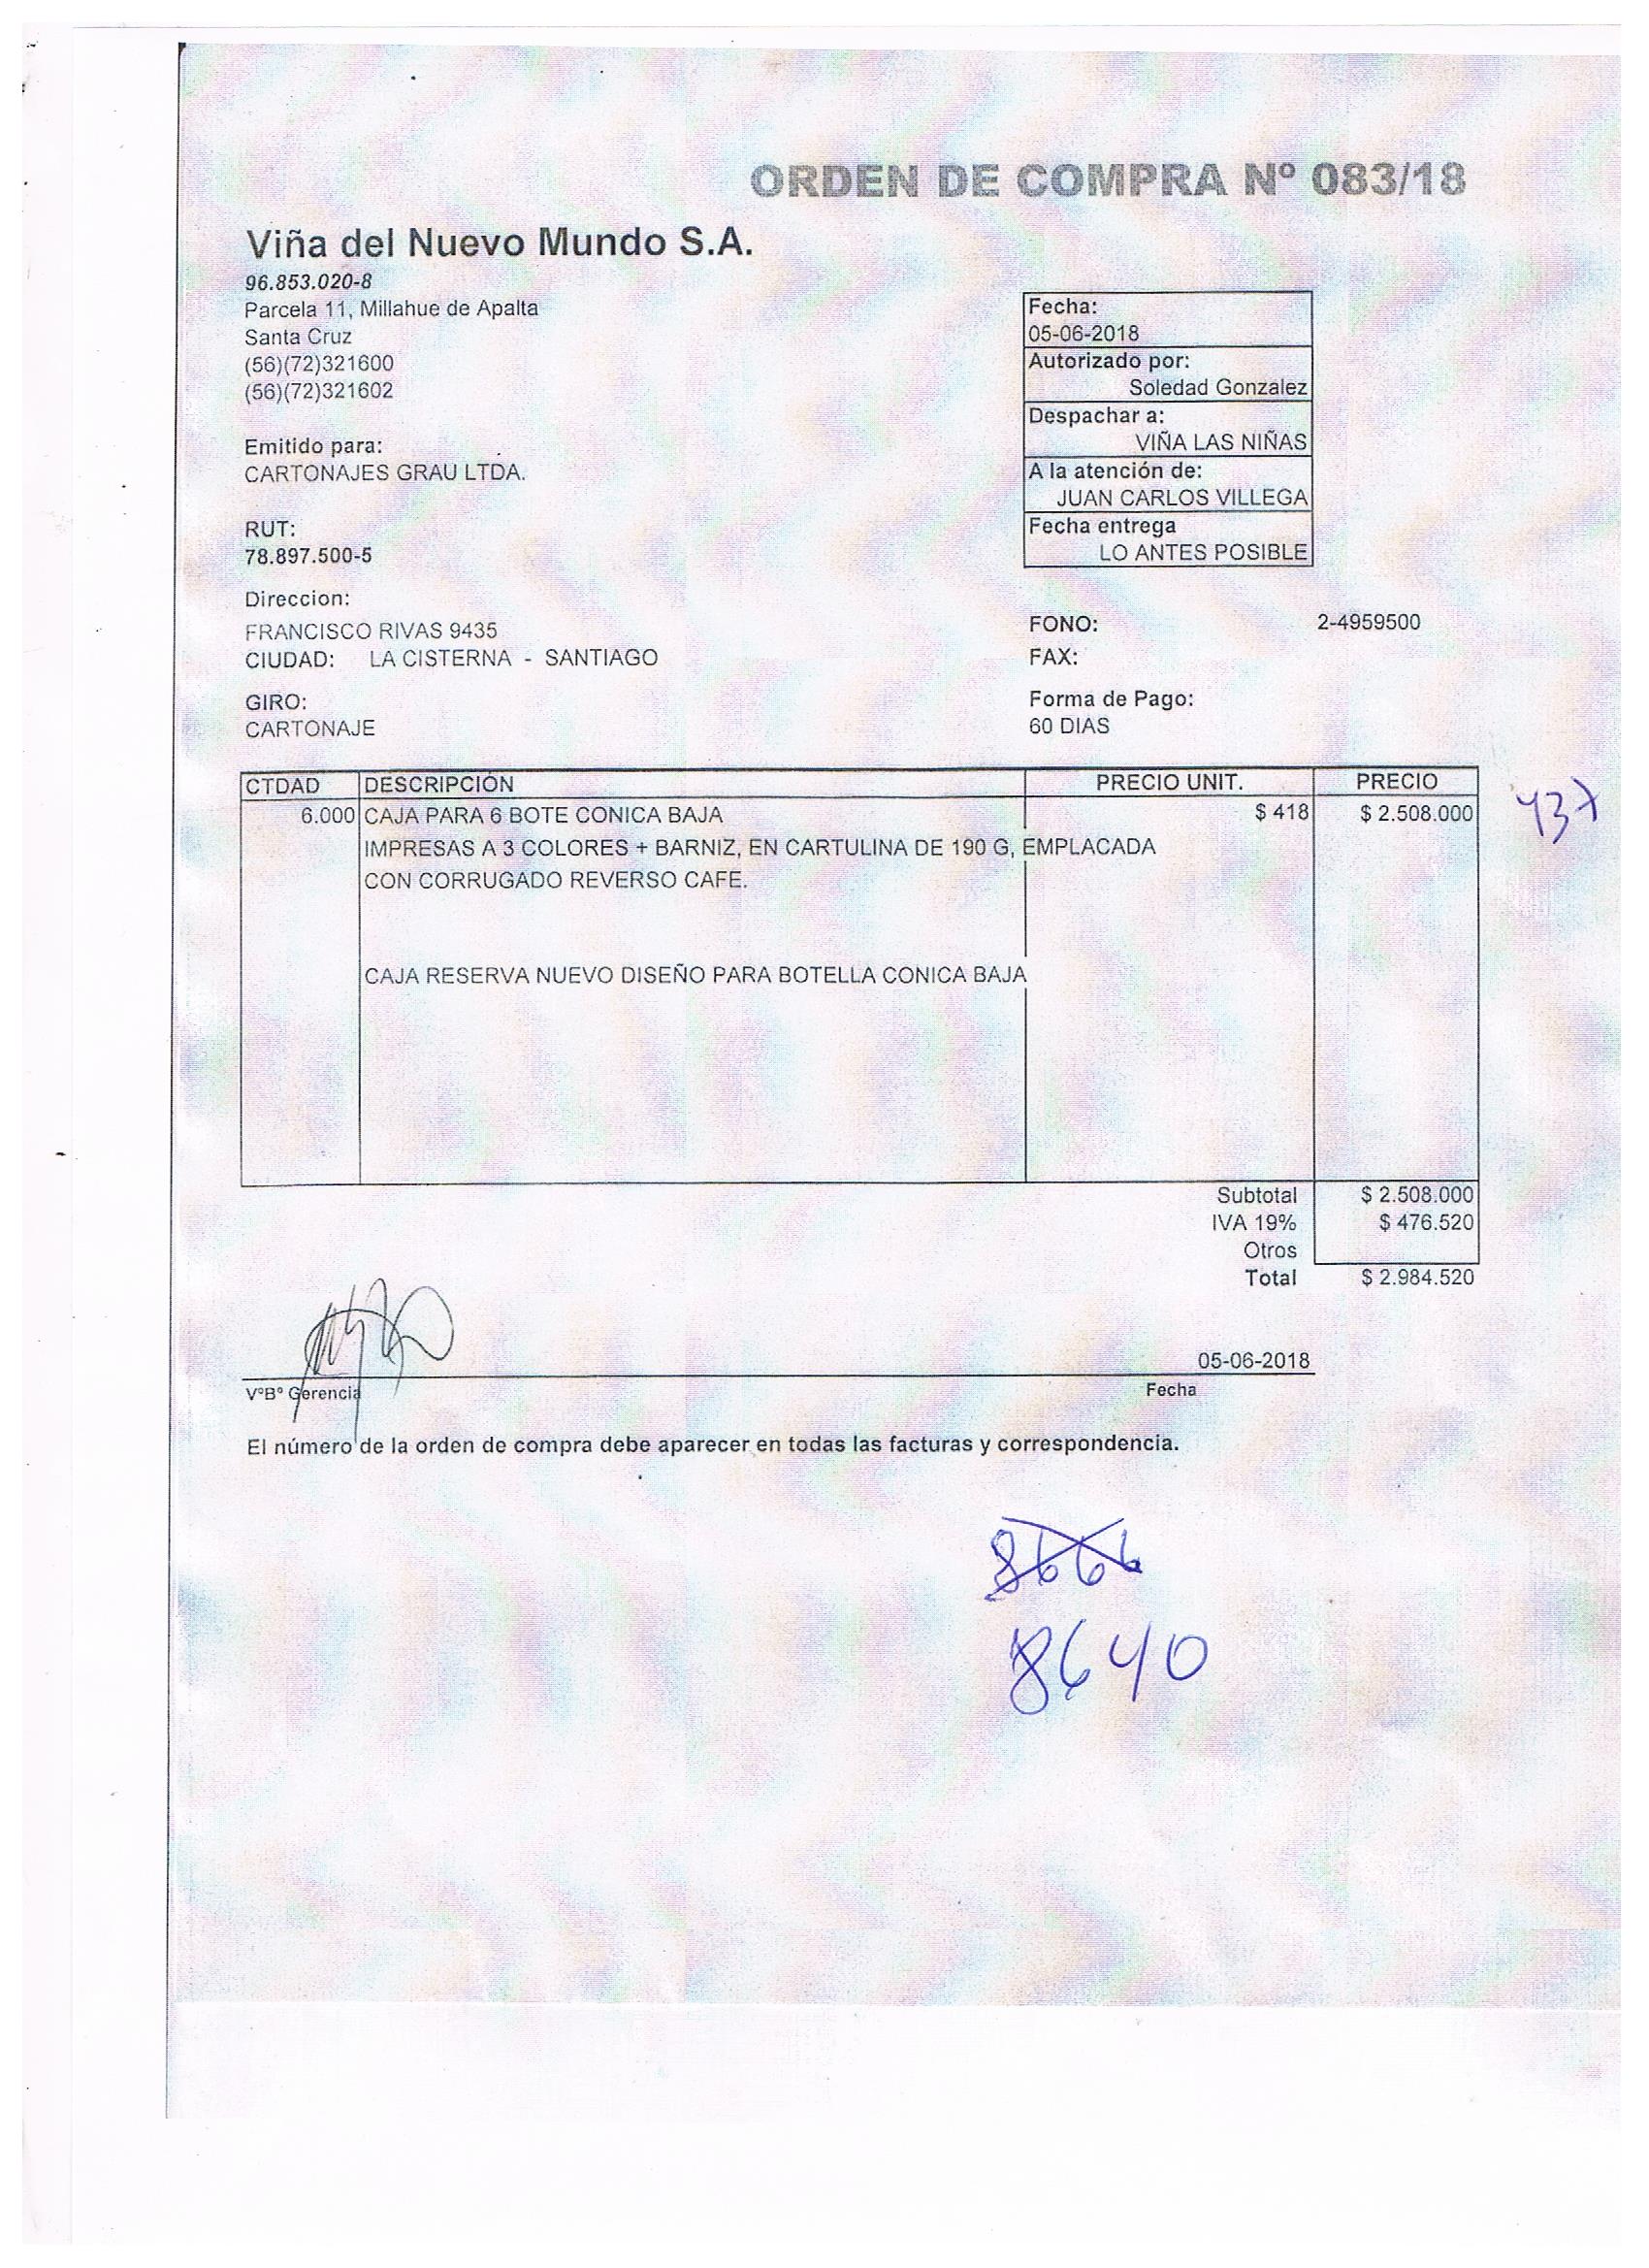 ORDEN DE COMPRA Nº 083/18
Viña del Nuevo Mundo S.A.
96.853.020-8
Parcela 11, Millahue de Apalta
Santa Cruz
(56)(72)321600
(56)(72)321602
Fecha:
05-06-2018
Autorizado por:
Soledad Gonzalez
Despachar a:
VIÑA LAS NIÑAS
A la atención de:
JUAN CARLOS VILLEGA
Fecha entrega
LO ANTES POSIBLE
Emitido para:
CARTONAJES GRAU LTDA.
RUT:
78.897.500-5
Direccion:
FRANCISCO RIVAS 9435
CIUDAD: LA CISTERNA - SANTIAGO
FONO: 2-4959500
FAX:
GIRO:
CARTONAJE
Forma de Pago:
60 DIAS
CTDAD DESCRIPCIÓN PRECIO UNIT. PRECIO
6.000 CAJA PARA 6 BOTE CONICA BAJA $ 418 $ 2.508.000 437
IMPRESAS A 3 COLORES + BARNIZ, EN CARTULINA DE 190 G, EMPLACADA
CON CORRUGADO REVERSO CAFE.
CAJA RESERVA NUEVO DISEÑO PARA BOTELLA CONICA BAJA
Subtotal $ 2.508.000
IVA 19% $ 476.520
Otros
Total $ 2.984.520
05-06-2018
VºBº Gerencia Fecha
El número de la orden de compra debe aparecer en todas las facturas y correspondencia.
8666
8640